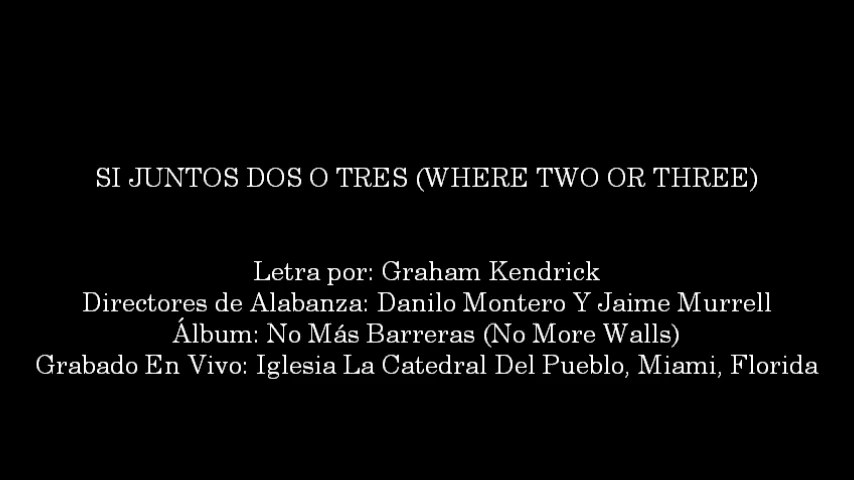 SI JUNTOS DOS O TRES (WHERE TWO OR THREE)
Letra por: Graham Kendrick
Directores de Alabanza: Danilo Montero Y Jaime Murrell
Álbum: No Más Barreras (No More Walls)
Grabado En Vivo: Iglesia La Catedral Del Pueblo, Miami, Florida